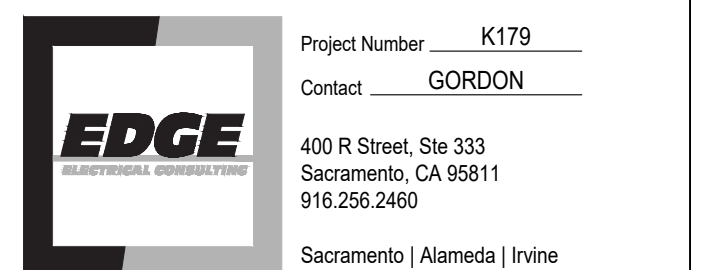 EDGE
ELECTRICAL CONSULTING
Project Number K179
Contact GORDON
400 R Street, Ste 333
Sacramento, CA 95811
916.256.2460
Sacramento | Alameda | Irvine